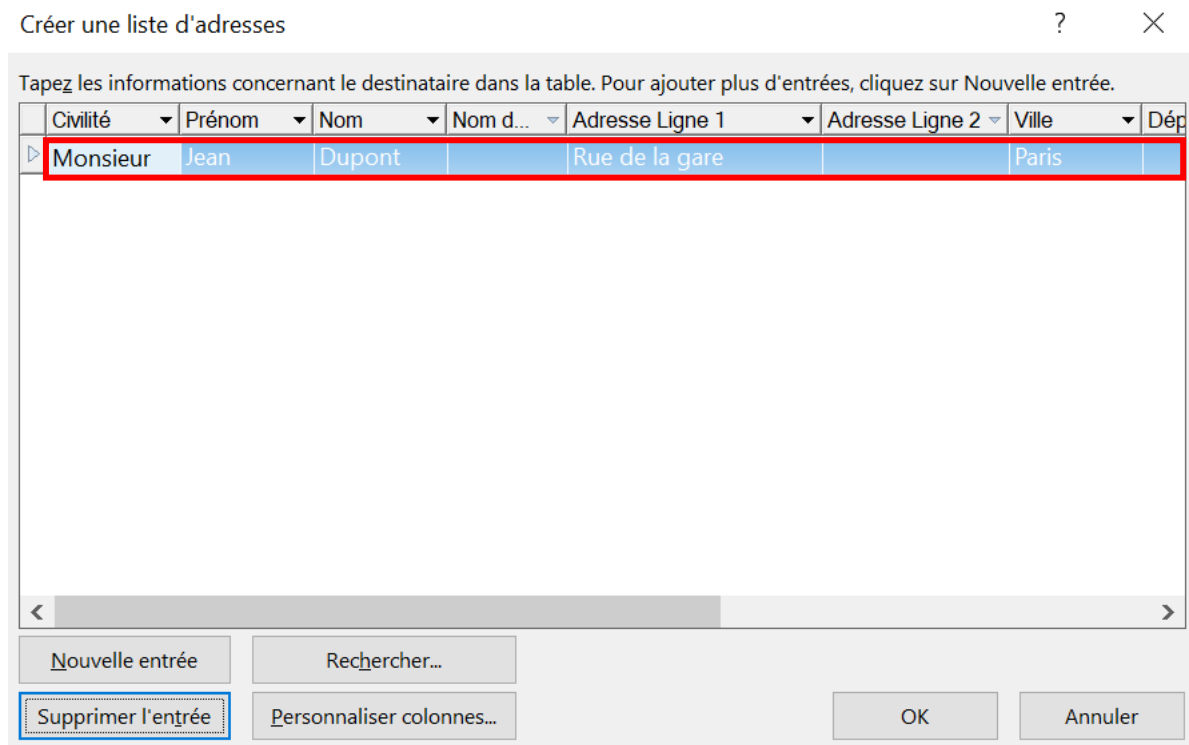 Créer une liste d'adresses ?
Tapez les informations concernant le destinataire dans la table. Pour ajouter plus d'entrées, cliquez sur Nouvelle entrée.
Civilité Prénom Nom Nom d... Adresse Ligne 1 Adresse Ligne 2 Ville Dép
Monsieur Jean Dupont Rue de la gare Paris
Nouvelle entrée Rechercher...
Supprimer l'entrée Personnaliser colonnes... OK Annuler